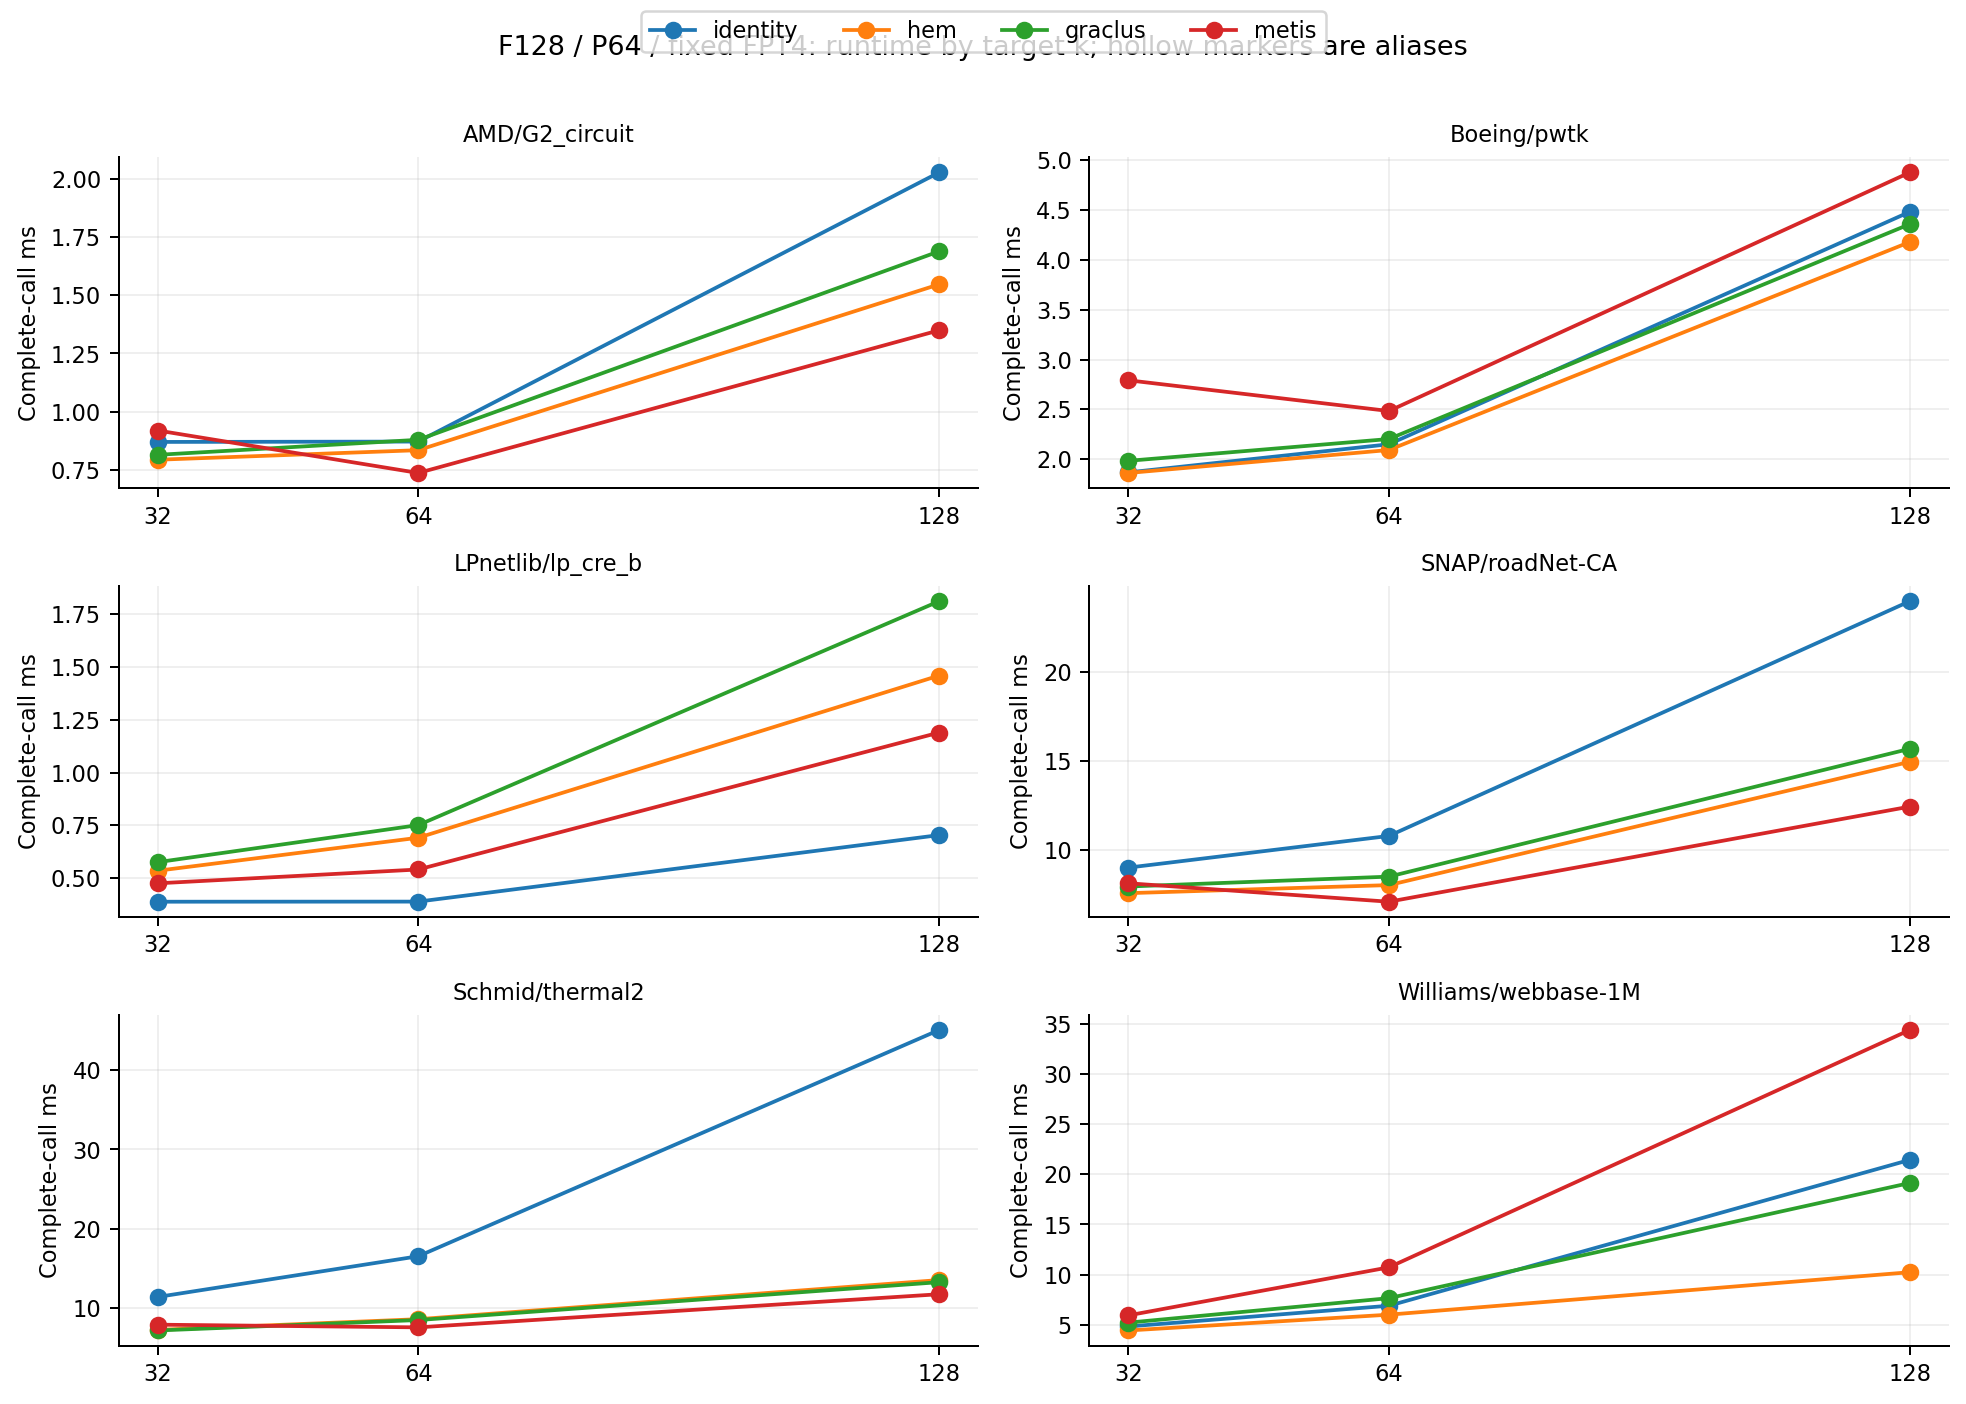 identity hem graclus metis
F128 / P64 / fixed FPT4: runtime by target k; hollow markers are aliases
AMD/G2_circuit
Complete-call ms
2.00
1.75
1.50
1.25
1.00
0.75
32 64 128
Boeing/pwtk
Complete-call ms
5.0
4.5
4.0
3.5
3.0
2.5
2.0
32 64 128
LPnetlib/lp_cre_b
Complete-call ms
1.75
1.50
1.25
1.00
0.75
0.50
32 64 128
SNAP/roadNet-CA
Complete-call ms
20
15
10
32 64 128
Schmid/thermal2
Complete-call ms
40
30
20
10
32 64 128
Williams/webbase-1M
Complete-call ms
35
30
25
20
15
10
5
32 64 128